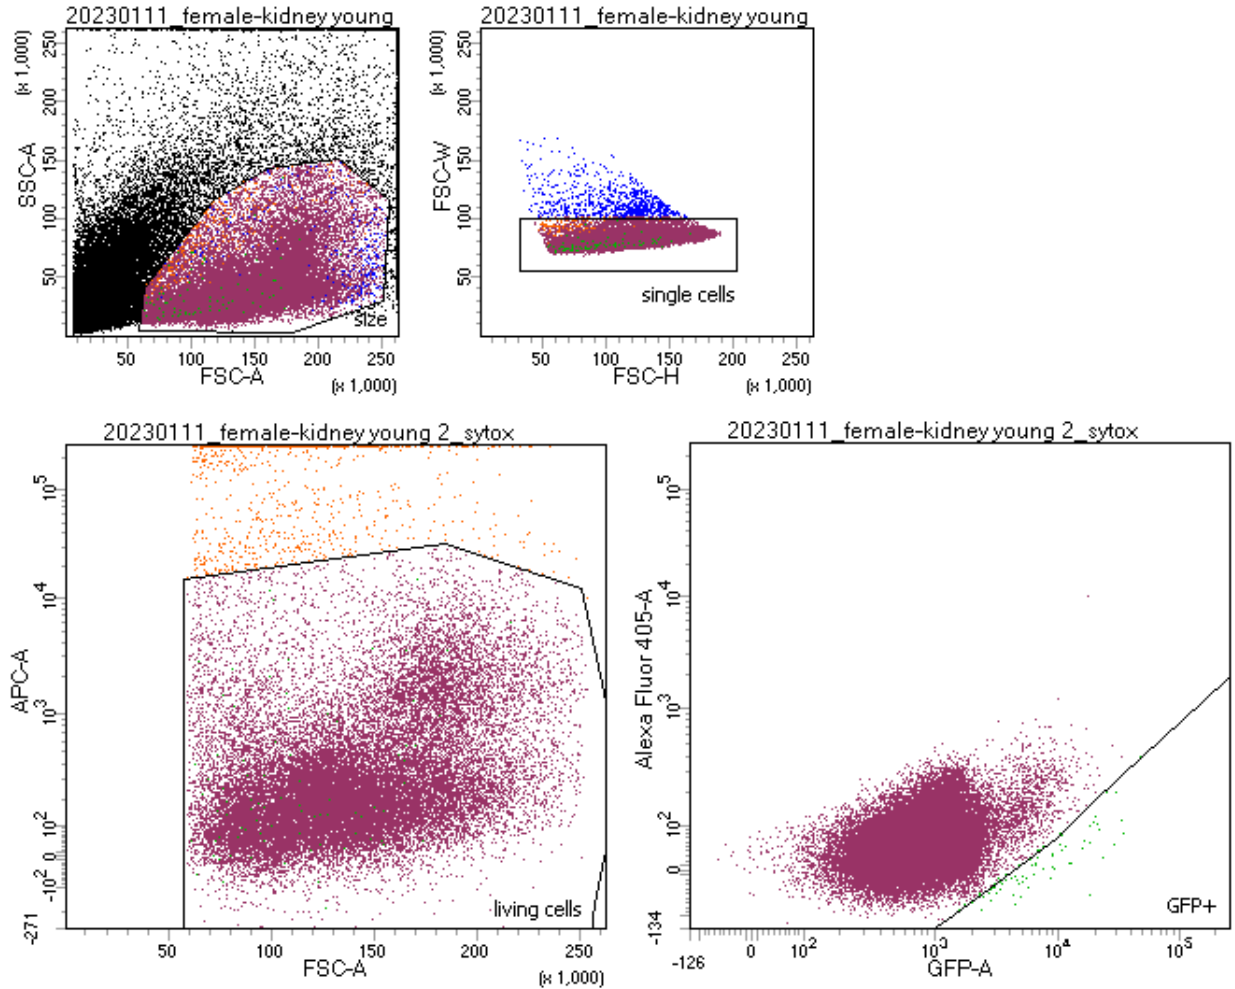 20230111_female-kidney young
SSC-A
(x 1,000)
250
200
150
100
50
size
50 100 150 200 250
FSC-A
(x 1,000)
20230111_female-kidney young
FSC-W
(x 1,000)
250
200
150
100
50
single cells
50 100 150 200 250
FSC-H
(x 1,000)
20230111_female-kidney young 2_sytox
APC-A
10^5
10^4
10^3
10^2
0
-10^2
-271
living cells
50 100 150 200 250
FSC-A
(x 1,000)
20230111_female-kidney young 2_sytox
Alexa Fluor 405-A
10^5
10^4
10^3
10^2
0
-134
GFP+
-126 0 10^2 10^3 10^4 10^5
GFP-A